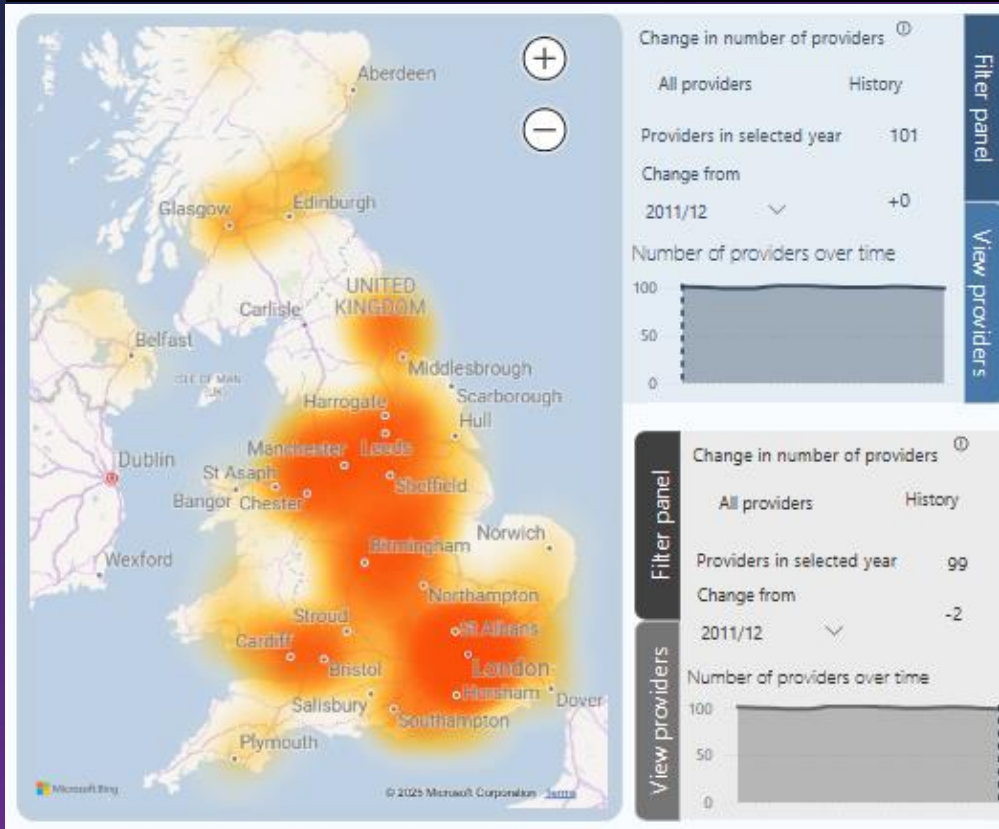 Aberdeen
Glasgow
Edinburgh
UNITED
KINGDOM
Carlisle
Belfast
Middlesbrough
ISLE OF MAN
(UK)
Scarborough
Harrogate
Hull
Manchester
Leeds
Dublin
St Asaph
Sheffield
Bangor
Chester
Norwich
Birmingham
Wexford
Northampton
Stroud
St Albans
Cardiff
London
Bristol
Horsham
Dover
Salisbury
Southampton
Plymouth
Microsoft Bing
© 2025 Microsoft Corporation Terms
Change in number of providers
All providers History
Providers in selected year 101
Change from
2011/12
+0
Number of providers over time
100
50
0
Filter panel
View providers
Filter panel
View providers
Change in number of providers
All providers History
Providers in selected year 99
Change from
2011/12
-2
Number of providers over time
100
50
0